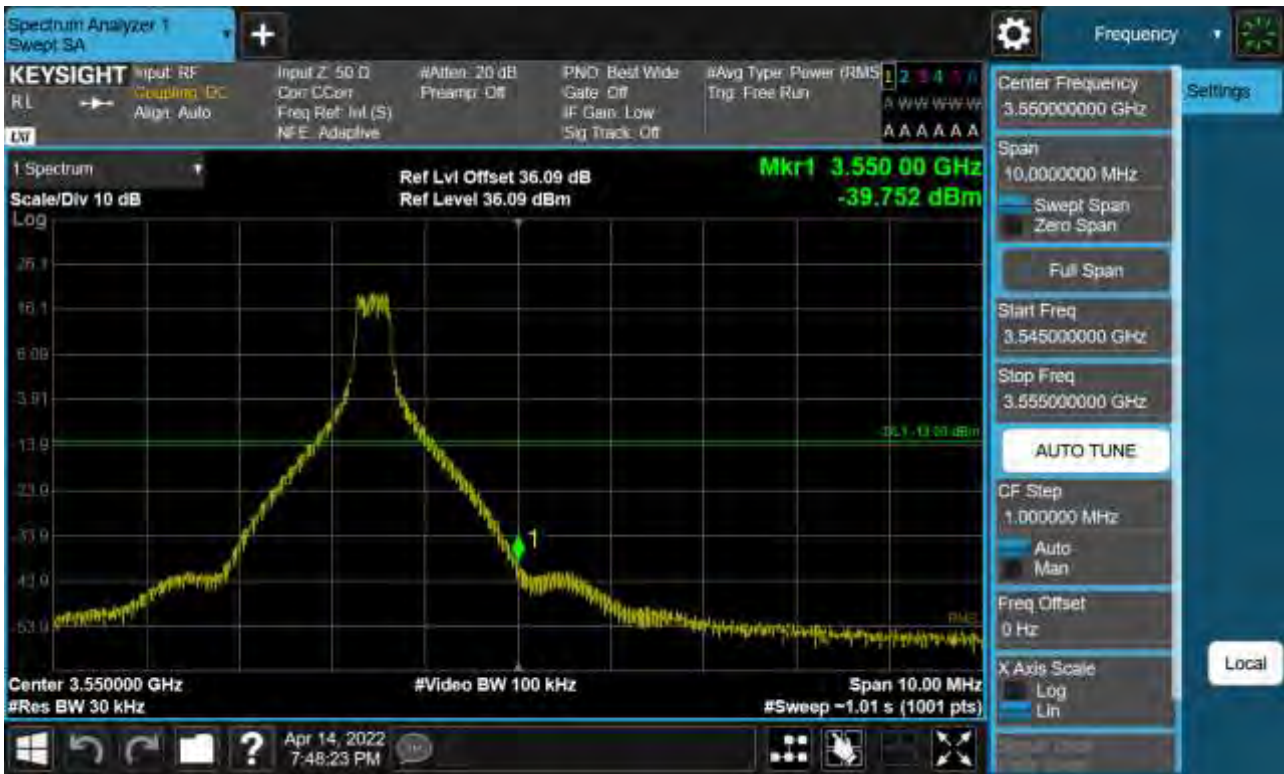 Spectrum Analyzer 1
Swept SA
+
Frequency
KEYSIGHT
RL
LXI
Input: RF
Coupling: DC
Align: Auto
Input Z: 50 Ω
Corr CCorr
Freq Ref: Int (S)
NFE: Adaptive
#Atten: 20 dB
Preamp: Off
PNO: Best Wide
Gate: Off
IF Gain: Low
Sig Track: Off
#Avg Type: Power (RMS
Trig: Free Run
1 2 3 4 5 6
A W W W W W
A A A A A A
1 Spectrum
Scale/Div 10 dB
Log
Ref Lvl Offset 36.09 dB
Ref Level 36.09 dBm
Mkr1 3.550 00 GHz
-39.752 dBm
26.1
16.1
6.09
-3.91
-13.9
-23.9
-33.9
-43.9
-53.9
DL1 -13.00 dBm
1
RMS
Center 3.550000 GHz
#Res BW 30 kHz
#Video BW 100 kHz
Span 10.00 MHz
#Sweep ~1.01 s (1001 pts)
Center Frequency
3.550000000 GHz
Settings
Span
10.0000000 MHz
Swept Span
Zero Span
Full Span
Start Freq
3.545000000 GHz
Stop Freq
3.555000000 GHz
AUTO TUNE
CF Step
1.000000 MHz
Auto
Man
Freq Offset
0 Hz
X Axis Scale
Log
Lin
Local
?
Apr 14, 2022
7:48:23 PM